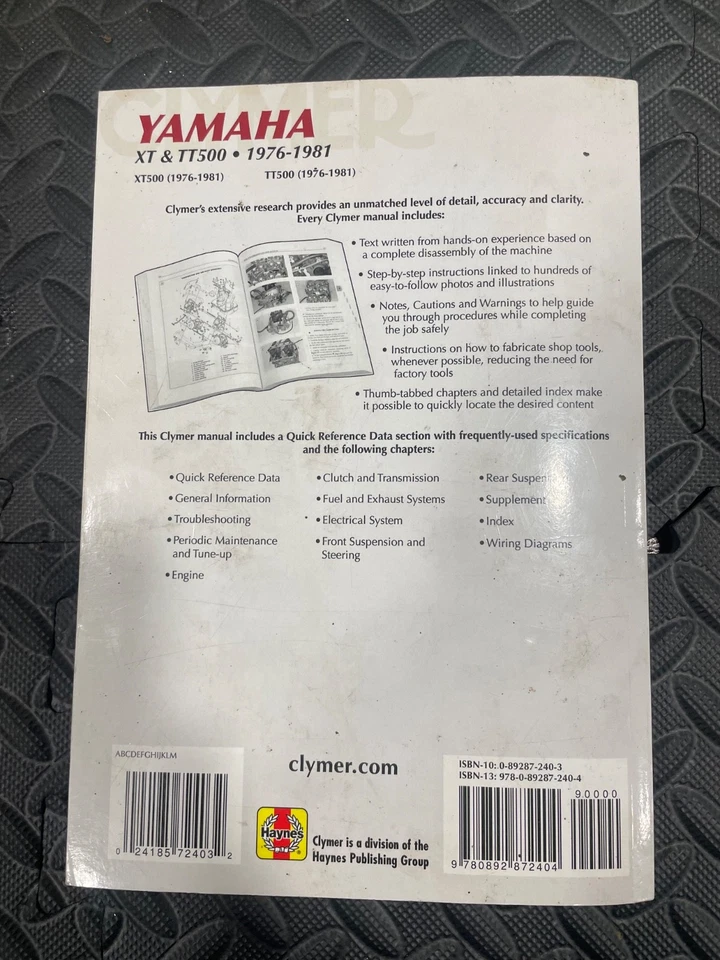 CLYMER
YAMAHA
XT & TT500 • 1976-1981
XT500 (1976-1981) TT500 (1976-1981)
Clymer's extensive research provides an unmatched level of detail, accuracy and clarity.
Every Clymer manual includes:
• Text written from hands-on experience based on
a complete disassembly of the machine
• Step-by-step instructions linked to hundreds of
easy-to-follow photos and illustrations
• Notes, Cautions and Warnings to help guide
you through procedures while completing
the job safely
• Instructions on how to fabricate shop tools,
whenever possible, reducing the need for
factory tools
• Thumb-tabbed chapters and detailed index make
it possible to quickly locate the desired content
This Clymer manual includes a Quick Reference Data section with frequently-used specifications
and the following chapters:
• Quick Reference Data
• General Information
• Troubleshooting
• Periodic Maintenance
and Tune-up
• Engine
• Clutch and Transmission
• Fuel and Exhaust Systems
• Electrical System
• Front Suspension and
Steering
• Rear
• Supplement
• Index
• Wiring Diagrams
ABCDEFGHIJKLM
0 24185 72403 2
clymer.com
Haynes
Clymer is a division of the
Haynes Publishing Group
ISBN-10: 0-89287-240-3
ISBN-13: 978-0-89287-240-4
90000
9 780892 872404